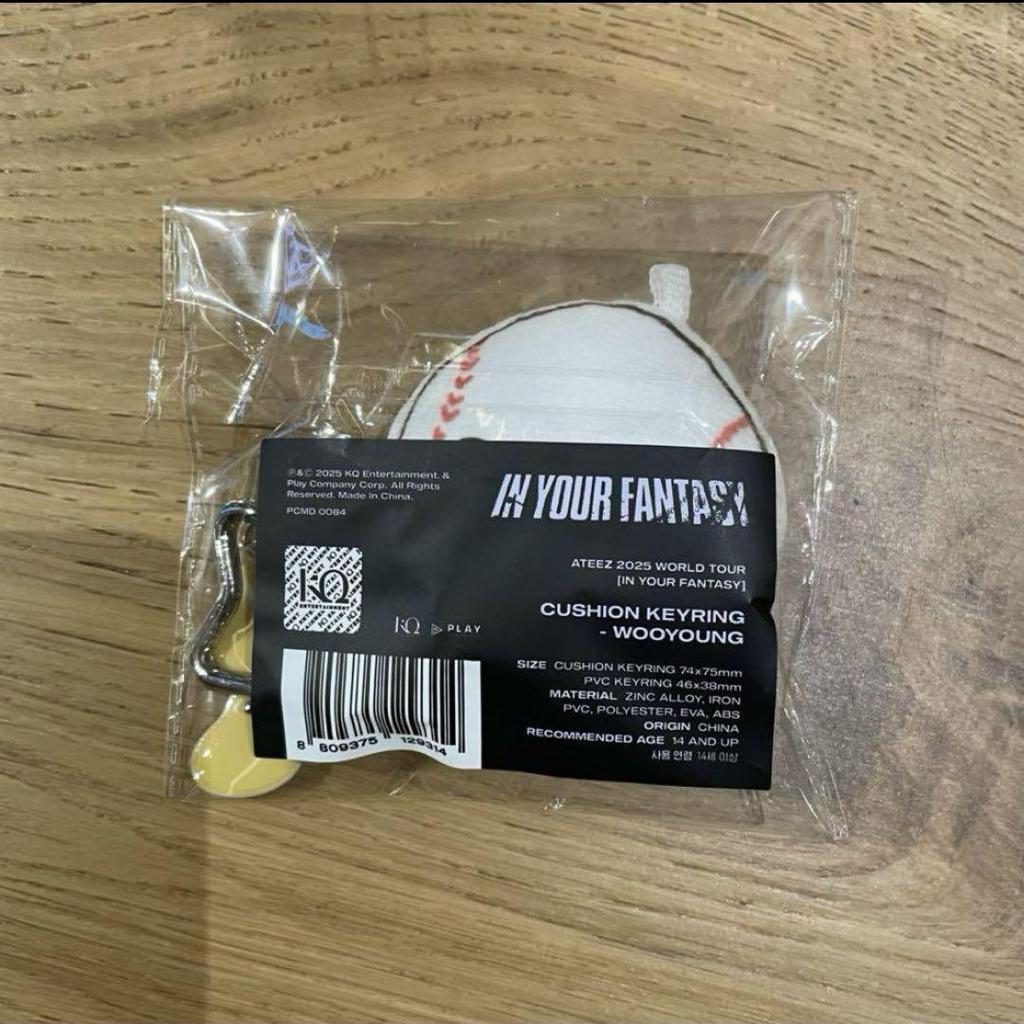 ℗&© 2025 KQ Entertainment. &
Play Company Corp. All Rights
Reserved. Made In China.
PCMD 0084
KQ
ENTERTAINMENT
KQ PLAY
8 809375 129314
IN YOUR FANTASY
ATEEZ 2025 WORLD TOUR
[IN YOUR FANTASY]
CUSHION KEYRING
- WOOYOUNG
SIZE CUSHION KEYRING 74x75mm
PVC KEYRING 46x38mm
MATERIAL ZINC ALLOY, IRON
PVC, POLYESTER, EVA, ABS
ORIGIN CHINA
RECOMMENDED AGE 14 AND UP
사용 연령 14세 이상